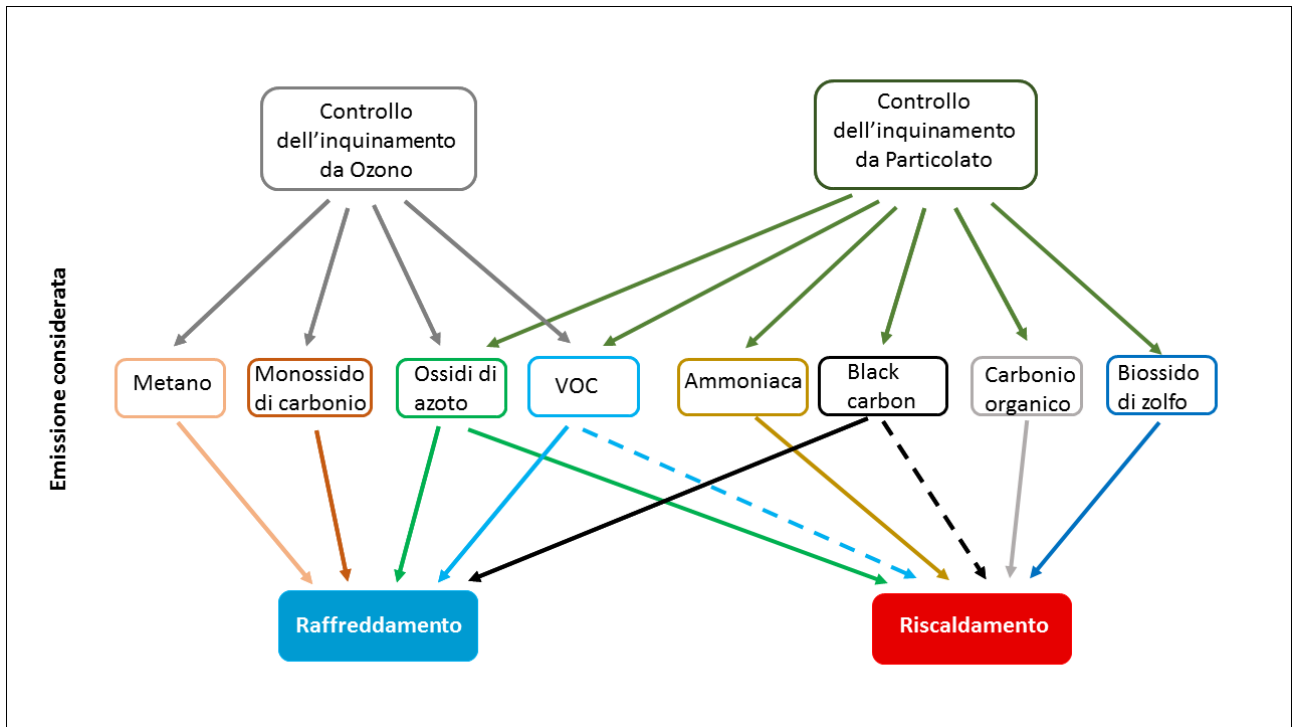 Controllo
dell'inquinamento
da Ozono
Controllo
dell'inquinamento
da Particolato
Emissione considerata
Metano
Monossido
di carbonio
Ossidi di
azoto
VOC
Ammoniaca
Black
carbon
Carbonio
organico
Biossido
di zolfo
Raffreddamento
Riscaldamento